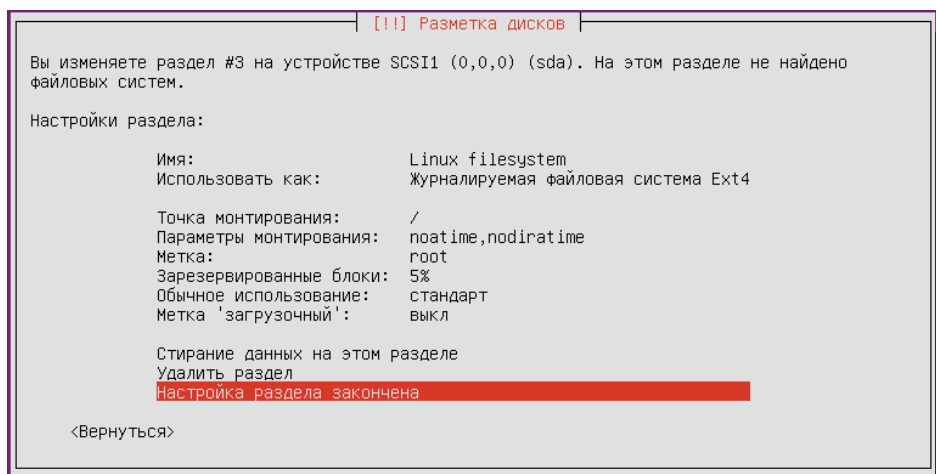 [!!] Разметка дисков
Вы изменяете раздел #3 на устройстве SCSI1 (0,0,0) (sda). На этом разделе не найдено
файловых систем.
Настройки раздела:
Имя: Linux filesystem
Использовать как: Журналируемая файловая система Ext4
Точка монтирования: /
Параметры монтирования: noatime,nodiratime
Метка: root
Зарезервированные блоки: 5%
Обычное использование: стандарт
Метка 'загрузочный': выкл
Стирание данных на этом разделе
Удалить раздел
Настройка раздела закончена
<Вернуться>